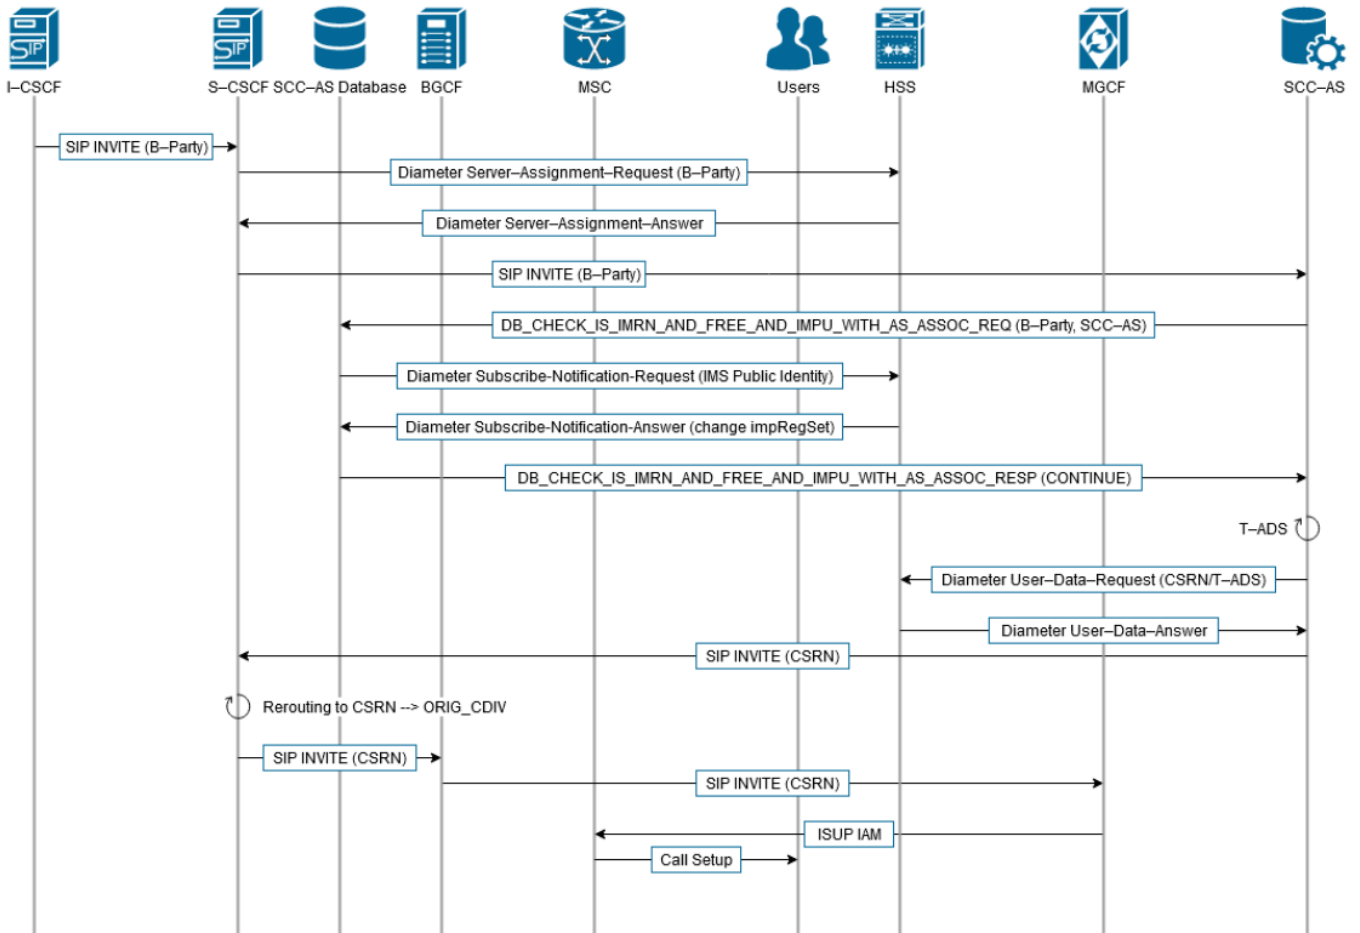 SIP
SIP
I–CSCF
S–CSCF
SCC–AS Database
BGCF
MSC
Users
HSS
MGCF
SCC–AS
SIP INVITE (B–Party)
Diameter Server–Assignment–Request (B–Party)
Diameter Server–Assignment–Answer
SIP INVITE (B–Party)
DB_CHECK_IS_IMRN_AND_FREE_AND_IMPU_WITH_AS_ASSOC_REQ (B–Party, SCC–AS)
Diameter Subscribe-Notification-Request (IMS Public Identity)
Diameter Subscribe-Notification-Answer (change impRegSet)
DB_CHECK_IS_IMRN_AND_FREE_AND_IMPU_WITH_AS_ASSOC_RESP (CONTINUE)
T–ADS
Diameter User–Data–Request (CSRN/T–ADS)
Diameter User–Data–Answer
SIP INVITE (CSRN)
Rerouting to CSRN --> ORIG_CDIV
SIP INVITE (CSRN)
SIP INVITE (CSRN)
ISUP IAM
Call Setup